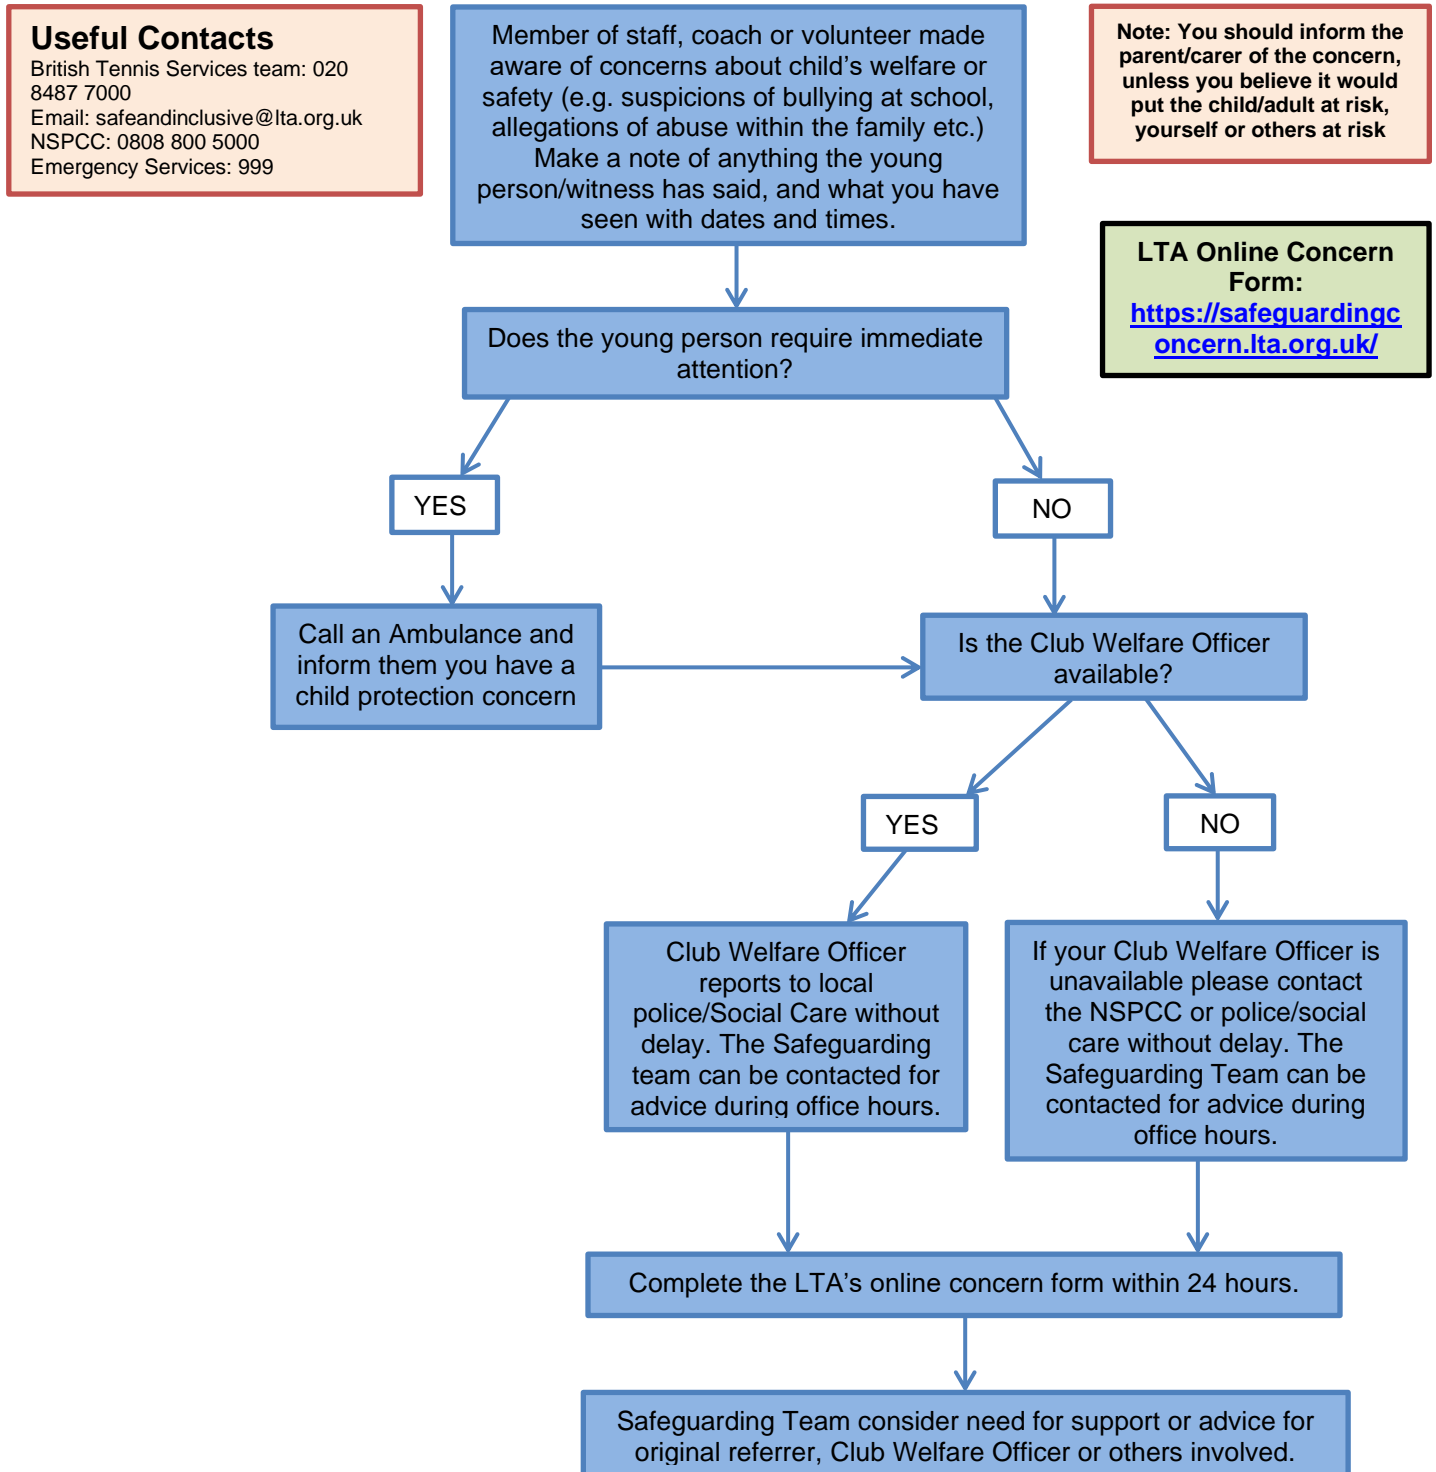 Useful Contacts
British Tennis Services team: 020
8487 7000
Email: safeandinclusive@lta.org.uk
NSPCC: 0808 800 5000
Emergency Services: 999
Member of staff, coach or volunteer made
aware of concerns about child’s welfare or
safety (e.g. suspicions of bullying at school,
allegations of abuse within the family etc.)
Make a note of anything the young
person/witness has said, and what you have
seen with dates and times.
Note: You should inform the
parent/carer of the concern,
unless you believe it would
put the child/adult at risk,
yourself or others at risk
LTA Online Concern
Form:
https://safeguardingc
oncern.lta.org.uk/
Does the young person require immediate
attention?
YES
NO
Call an Ambulance and
inform them you have a
child protection concern
Is the Club Welfare Officer
available?
YES
NO
Club Welfare Officer
reports to local
police/Social Care without
delay. The Safeguarding
team can be contacted for
advice during office hours.
If your Club Welfare Officer is
unavailable please contact
the NSPCC or police/social
care without delay. The
Safeguarding Team can be
contacted for advice during
office hours.
Complete the LTA’s online concern form within 24 hours.
Safeguarding Team consider need for support or advice for
original referrer, Club Welfare Officer or others involved.